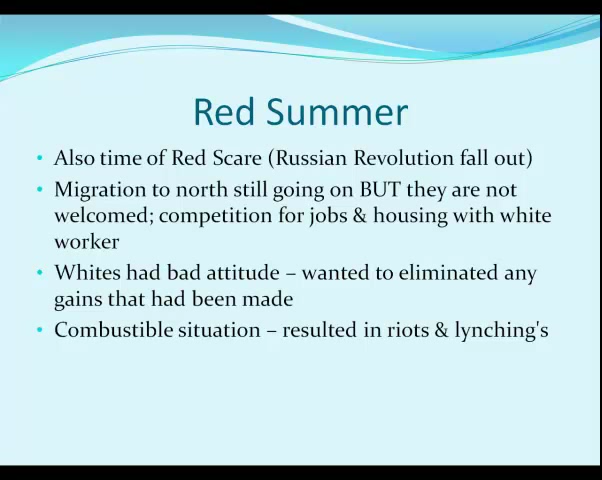 Red Summer
• Also time of Red Scare (Russian Revolution fall out)
• Migration to north still going on BUT they are not
welcomed; competition for jobs & housing with white
worker
• Whites had bad attitude – wanted to eliminated any
gains that had been made
• Combustible situation – resulted in riots & lynching's